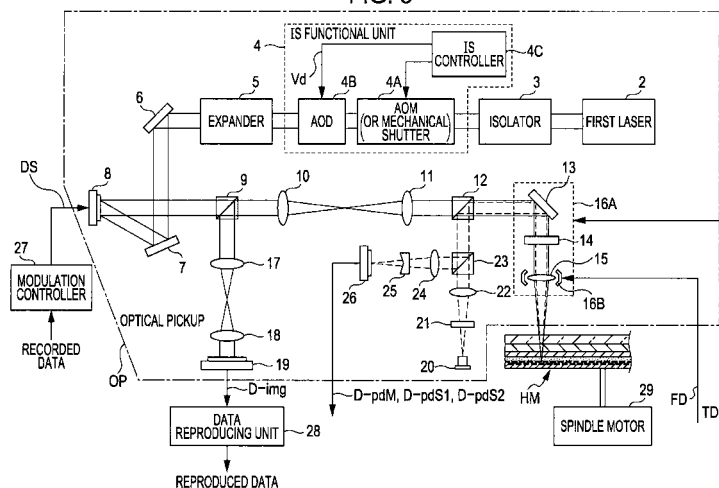 4
IS FUNCTIONAL UNIT
IS
CONTROLLER
4C
Vd
6
5
4B
4A
3
2
EXPANDER
AOD
AOM
(OR MECHANICAL
SHUTTER)
ISOLATOR
FIRST LASER
DS
8
9
10
11
12
13
16A
14
15
16B
27
7
17
26
25
24
23
22
MODULATION
CONTROLLER
OPTICAL PICKUP
18
21
RECORDED
DATA
19
20
OP
D-img
D-pdM, D-pdS1, D-pdS2
HM
29
FD
TD
DATA
REPRODUCING UNIT
28
SPINDLE MOTOR
REPRODUCED DATA